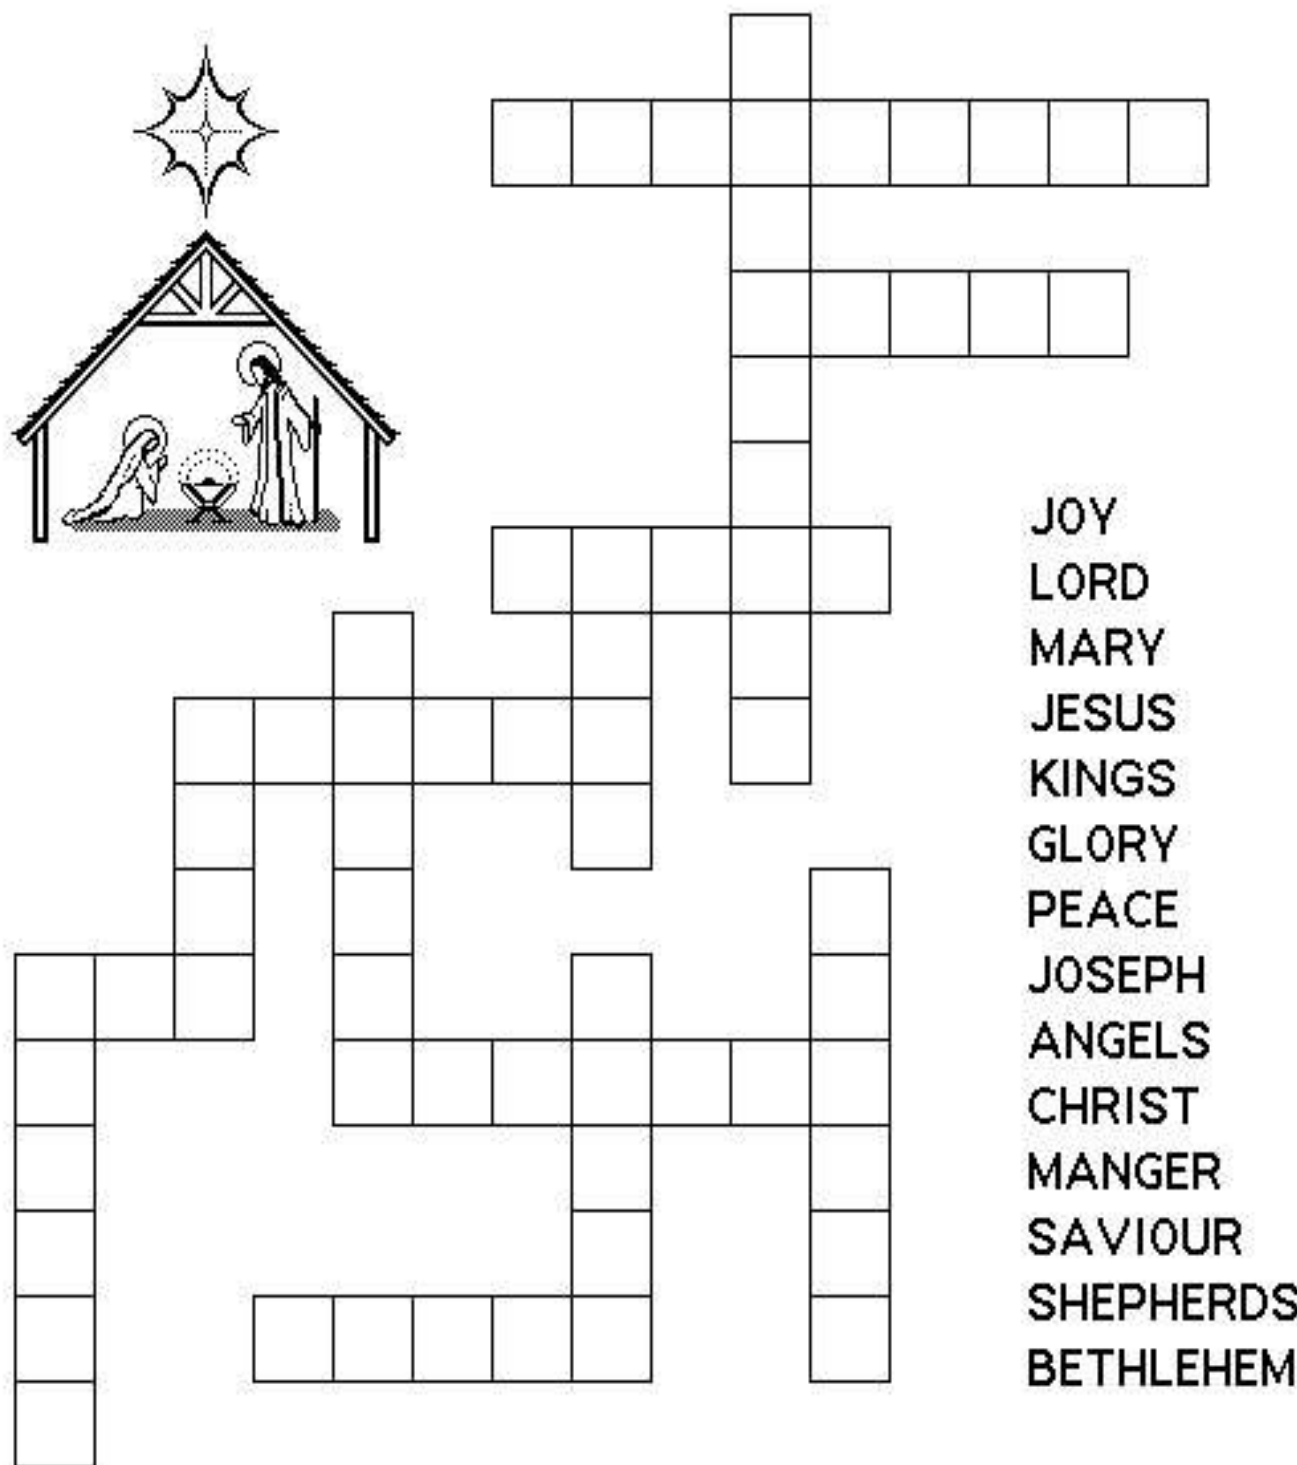 JOY
LORD
MARY
JESUS
KINGS
GLORY
PEACE
JOSEPH
ANGELS
CHRIST
MANGER
SAVIOUR
SHEPHERDS
BETHLEHEM